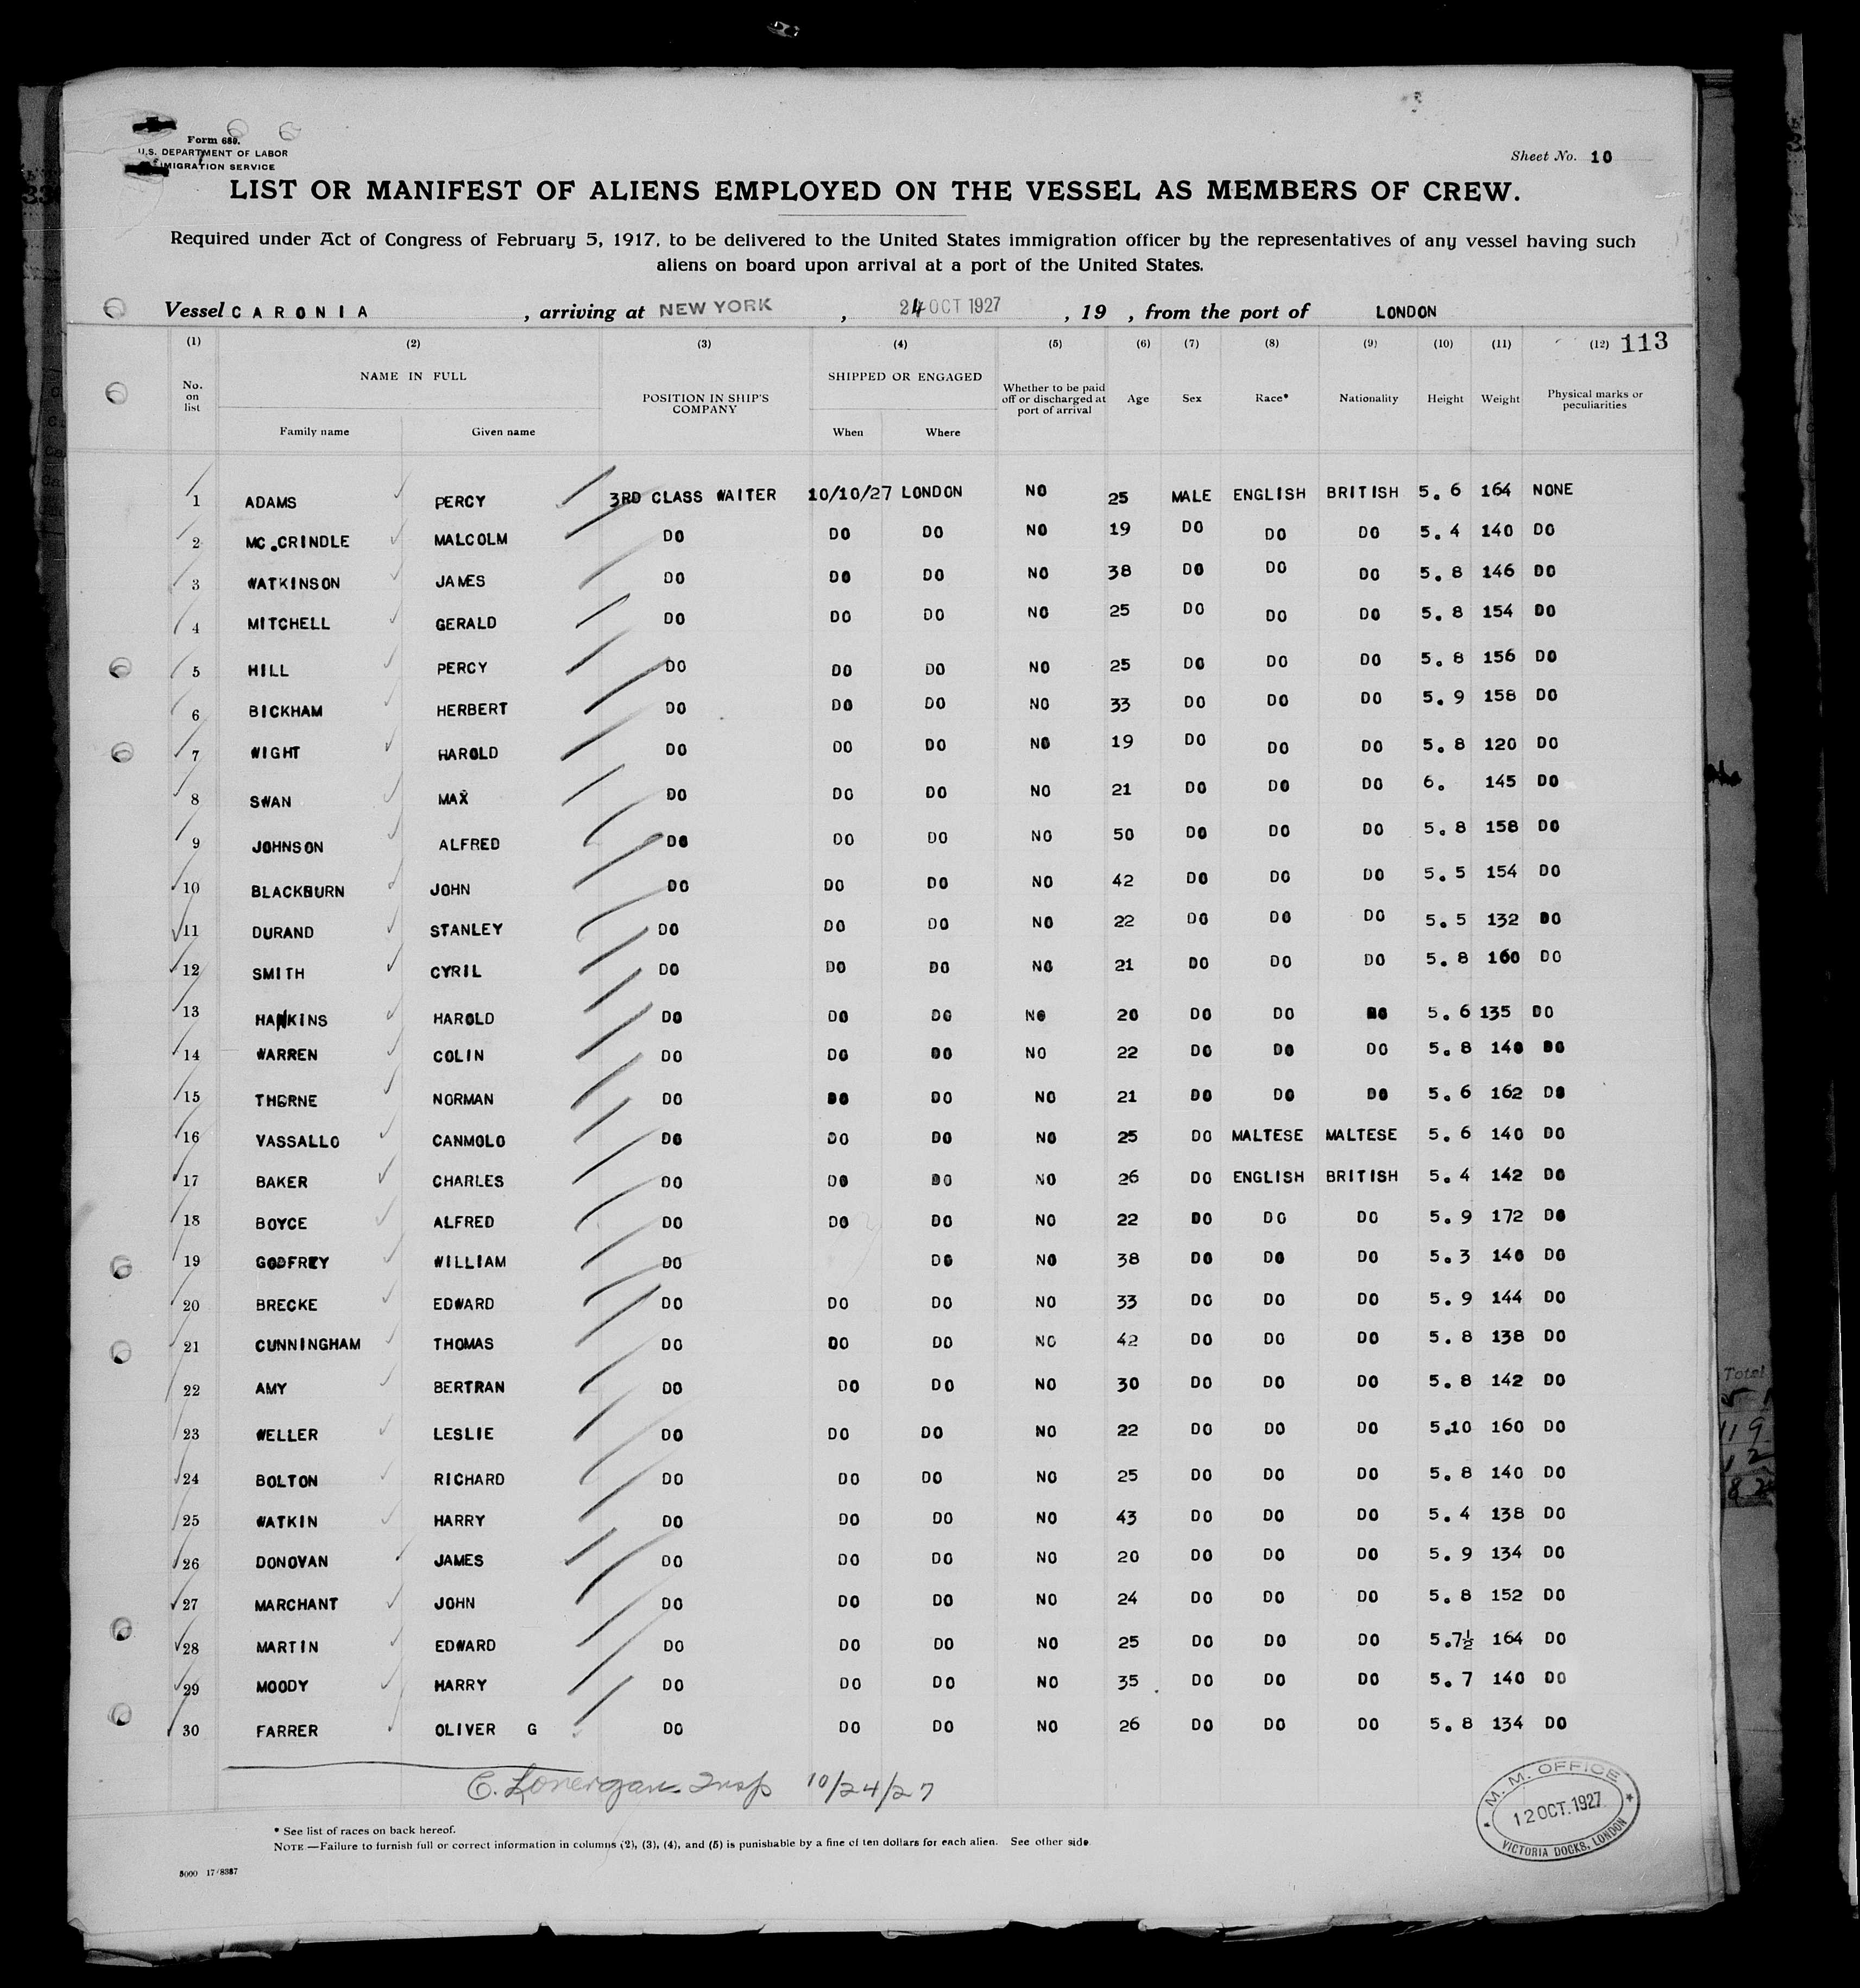 Form 680.
U.S. DEPARTMENT OF LABOR
IMMIGRATION SERVICE
Sheet No. 10
LIST OR MANIFEST OF ALIENS EMPLOYED ON THE VESSEL AS MEMBERS OF CREW.
Required under Act of Congress of February 5, 1917, to be delivered to the United States immigration officer by the representatives of any vessel having such
aliens on board upon arrival at a port of the United States.
Vessel CARONIA , arriving at NEW YORK , 24 OCT 1927 , 19 , from the port of LONDON
(1) (2) (3) (4) (5) (6) (7) (8) (9) (10) (11) (12) 113
No. on list NAME IN FULL POSITION IN SHIP'S COMPANY SHIPPED OR ENGAGED Whether to be paid off or discharged at port of arrival Age Sex Race* Nationality Height Weight Physical marks or peculiarities
Family name Given name When Where
1 ADAMS PERCY 3RD CLASS WAITER 10/10/27 LONDON NO 25 MALE ENGLISH BRITISH 5.6 164 NONE
2 MC.CRINDLE MALCOLM DO DO DO NO 19 DO DO DO 5.4 140 DO
3 WATKINSON JAMES DO DO DO NO 38 DO DO DO 5.8 146 DO
4 MITCHELL GERALD DO DO DO NO 25 DO DO DO 5.8 154 DO
5 HILL PERCY DO DO DO NO 25 DO DO DO 5.8 156 DO
6 BICKHAM HERBERT DO DO DO NO 33 DO DO DO 5.9 158 DO
7 WIGHT HAROLD DO DO DO NO 19 DO DO DO 5.8 120 DO
8 SWAN MAX DO DO DO NO 21 DO DO DO 6. 145 DO
9 JOHNSON ALFRED DO DO DO NO 50 DO DO DO 5.8 158 DO
10 BLACKBURN JOHN DO DO DO NO 42 DO DO DO 5.5 154 DO
11 DURAND STANLEY DO DO DO NO 22 DO DO DO 5.5 132 DO
12 SMITH CYRIL DO DO DO NO 21 DO DO DO 5.8 160 DO
13 HANKINS HAROLD DO DO DO NO 20 DO DO DO 5.6 135 DO
14 WARREN COLIN DO DO DO NO 22 DO DO DO 5.8 140 DO
15 THORNE NORMAN DO DO DO NO 21 DO DO DO 5.6 162 DO
16 VASSALLO CANMOLO DO DO DO NO 25 DO MALTESE MALTESE 5.6 140 DO
17 BAKER CHARLES DO DO DO NO 26 DO ENGLISH BRITISH 5.4 142 DO
18 BOYCE ALFRED DO DO DO NO 22 DO DO DO 5.9 172 DO
19 GODFREY WILLIAM DO DO NO 38 DO DO DO 5.3 140 DO
20 BRECKE EDWARD DO DO DO NO 33 DO DO DO 5.9 144 DO
21 CUNNINGHAM THOMAS DO DO DO NO 42 DO DO DO 5.8 138 DO
22 AMY BERTRAN DO DO DO NO 30 DO DO DO 5.8 142 DO
23 WELLER LESLIE DO DO DO NO 22 DO DO DO 5.10 160 DO
24 BOLTON RICHARD DO DO DO NO 25 DO DO DO 5.8 140 DO
25 WATKIN HARRY DO DO DO NO 43 DO DO DO 5.4 138 DO
26 DONOVAN JAMES DO DO DO NO 20 DO DO DO 5.9 134 DO
27 MARCHANT JOHN DO DO DO NO 24 DO DO DO 5.8 152 DO
28 MARTIN EDWARD DO DO DO NO 25 DO DO DO 5.7½ 164 DO
29 MOODY HARRY DO DO DO NO 35 DO DO DO 5.7 140 DO
30 FARRER OLIVER G DO DO DO NO 26 DO DO DO 5.8 134 DO
C. Lonergan Insp 10/24/27
M. M. OFFICE
12 OCT. 1927
VICTORIA DOCKS, LONDON
* See list of races on back hereof.
NOTE.—Failure to furnish full or correct information in columns (2), (3), (4), and (5) is punishable by a fine of ten dollars for each alien. See other side
5000 17/8387
Total